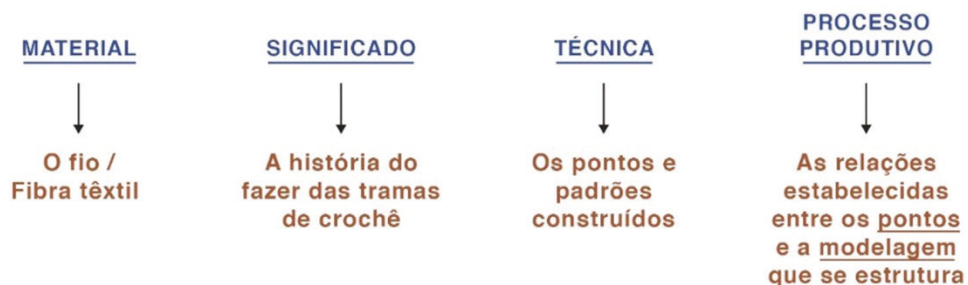 MATERIAL
O fio /
Fibra têxtil
SIGNIFICADO
A história do
fazer das tramas
de crochê
TÉCNICA
Os pontos e
padrões
construídos
PROCESSO
PRODUTIVO
As relações
estabelecidas
entre os pontos
e a modelagem
que se estrutura